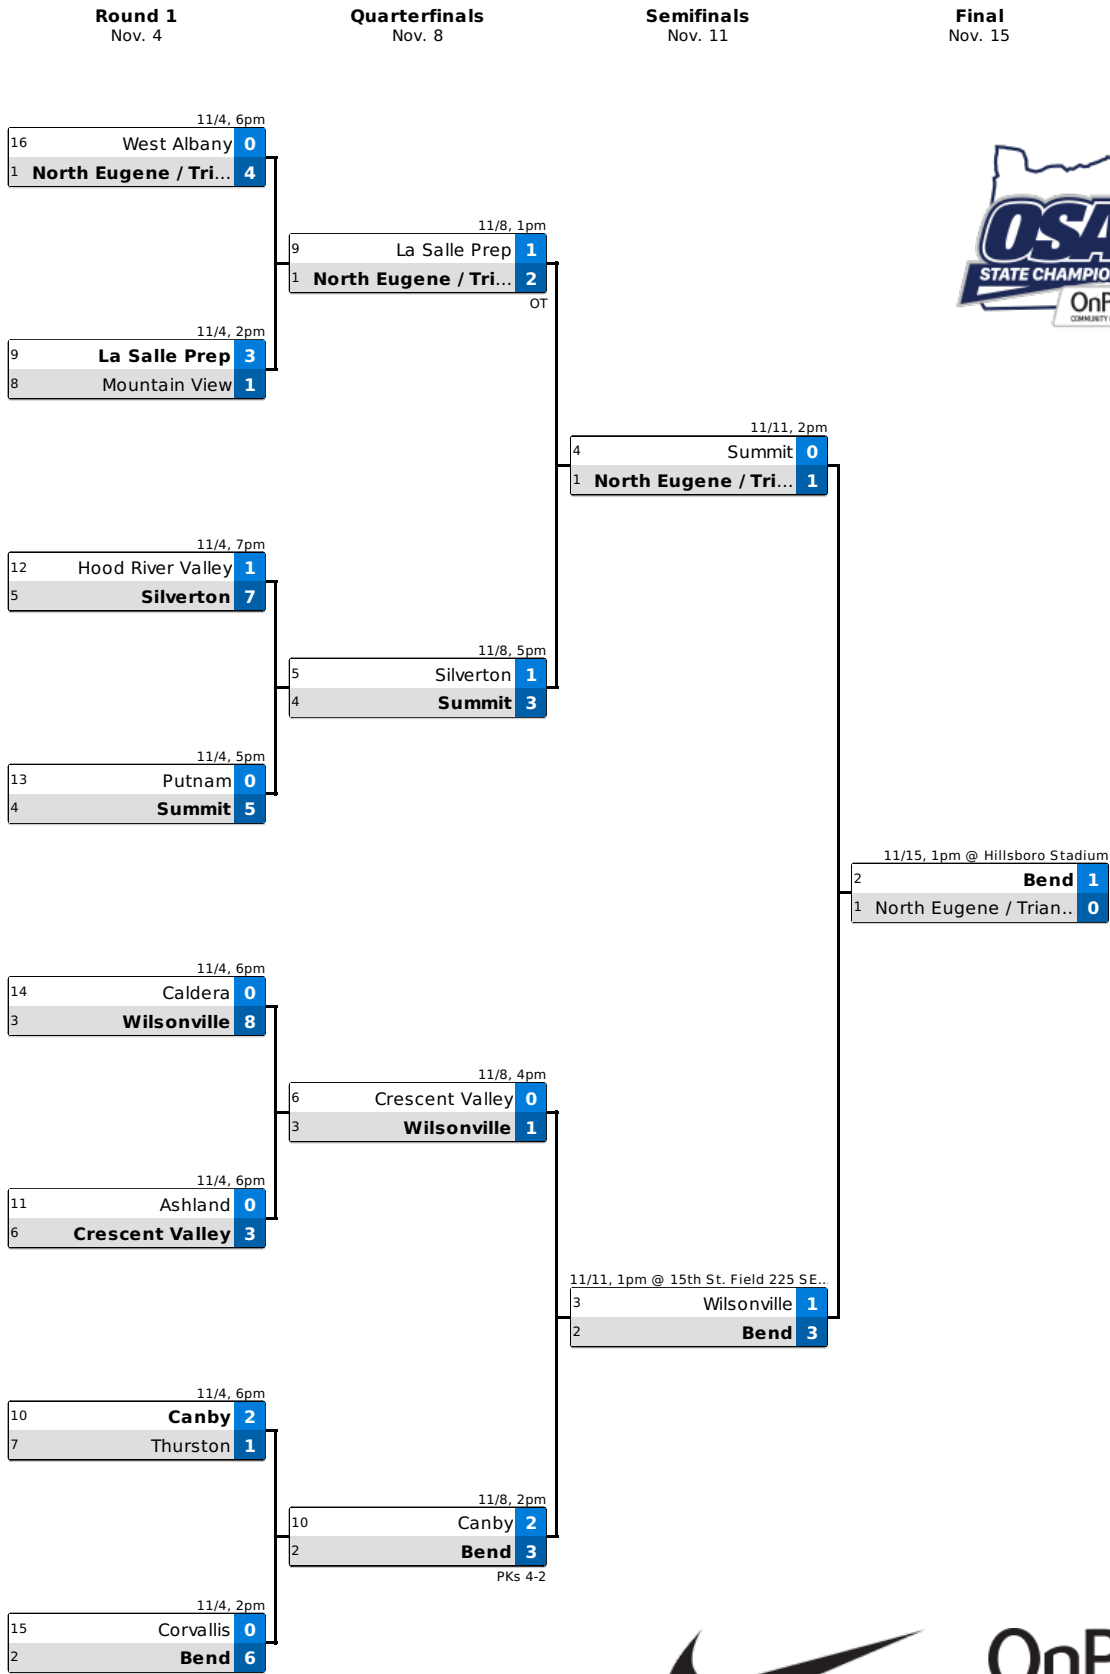 Round 1
Nov. 4
Quarterfinals
Nov. 8
Semifinals
Nov. 11
Final
Nov. 15
11/4, 6pm
16 West Albany 0
1 North Eugene / Tri... 4
11/8, 1pm
9 La Salle Prep 1
1 North Eugene / Tri... 2
OT
OSA
STATE CHAMPIO
OnP
COMMUNITY
11/4, 2pm
9 La Salle Prep 3
8 Mountain View 1
11/11, 2pm
4 Summit 0
1 North Eugene / Tri... 1
11/4, 7pm
12 Hood River Valley 1
5 Silverton 7
11/8, 5pm
5 Silverton 1
4 Summit 3
11/4, 5pm
13 Putnam 0
4 Summit 5
11/15, 1pm @ Hillsboro Stadium
2 Bend 1
1 North Eugene / Trian.. 0
11/4, 6pm
14 Caldera 0
3 Wilsonville 8
11/8, 4pm
6 Crescent Valley 0
3 Wilsonville 1
11/4, 6pm
11 Ashland 0
6 Crescent Valley 3
11/11, 1pm @ 15th St. Field 225 SE..
3 Wilsonville 1
2 Bend 3
11/4, 6pm
10 Canby 2
7 Thurston 1
11/8, 2pm
10 Canby 2
2 Bend 3
PKs 4-2
11/4, 2pm
15 Corvallis 0
2 Bend 6
OnP